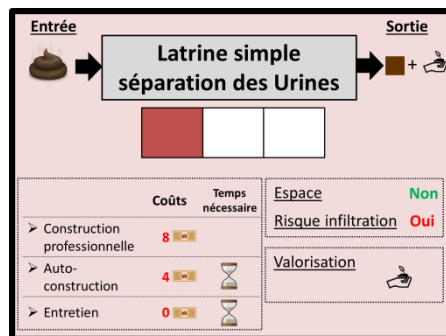 Entrée
Sortie
Latrine simple
séparation des Urines
+
Coûts
Temps
nécessaire
➢ Construction
professionnelle
8
➢ Auto-
construction
4
➢ Entretien
0
Espace Non
Risque infiltration Oui
Valorisation